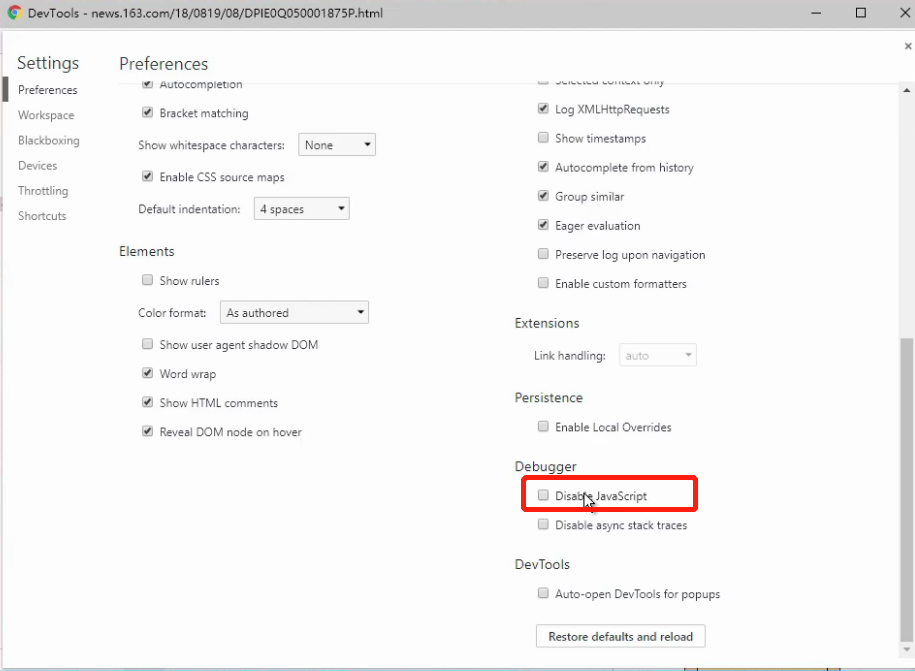 DevTools - news.163.com/18/0819/08/DPIE0Q050001875P.html
Settings
Preferences
Workspace
Blackboxing
Devices
Throttling
Shortcuts
Preferences
Autocompletion
Bracket matching
Show whitespace characters: None
Enable CSS source maps
Default indentation: 4 spaces
Elements
Show rulers
Color format: As authored
Show user agent shadow DOM
Word wrap
Show HTML comments
Reveal DOM node on hover
Selected context only
Log XMLHttpRequests
Show timestamps
Autocomplete from history
Group similar
Eager evaluation
Preserve log upon navigation
Enable custom formatters
Extensions
Link handling: auto
Persistence
Enable Local Overrides
Debugger
Disable JavaScript
Disable async stack traces
DevTools
Auto-open DevTools for popups
Restore defaults and reload